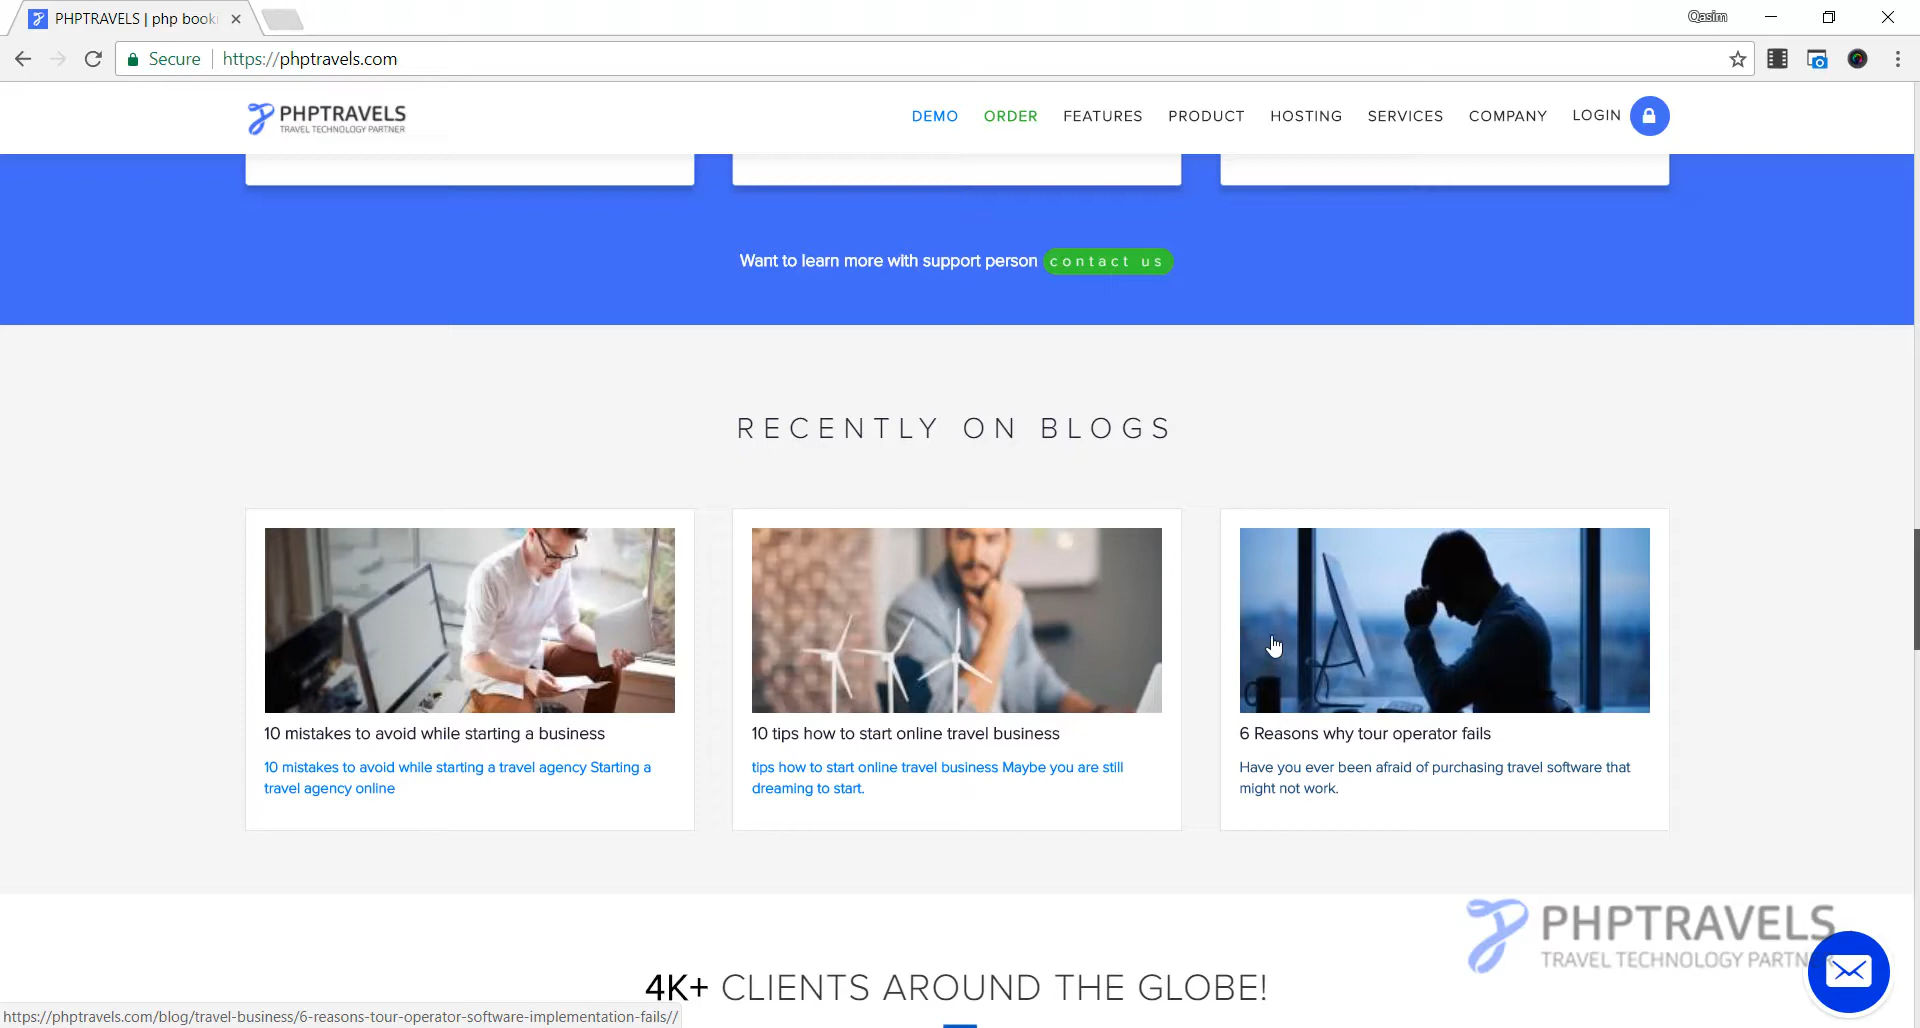 PHPTRAVELS | php book
Qasim
Secure
https://phptravels.com
PHPTRAVELS
TRAVEL TECHNOLOGY PARTNER
DEMO
ORDER
FEATURES
PRODUCT
HOSTING
SERVICES
COMPANY
LOGIN
Want to learn more with support person contact us
RECENTLY ON BLOGS
10 mistakes to avoid while starting a business
10 mistakes to avoid while starting a travel agency Starting a
travel agency online
10 tips how to start online travel business
tips how to start online travel business Maybe you are still
dreaming to start.
6 Reasons why tour operator fails
Have you ever been afraid of purchasing travel software that
might not work.
PHPTRAVELS
TRAVEL TECHNOLOGY PARTN
4K+ CLIENTS AROUND THE GLOBE!
https://phptravels.com/blog/travel-business/6-reasons-tour-operator-software-implementation-fails//